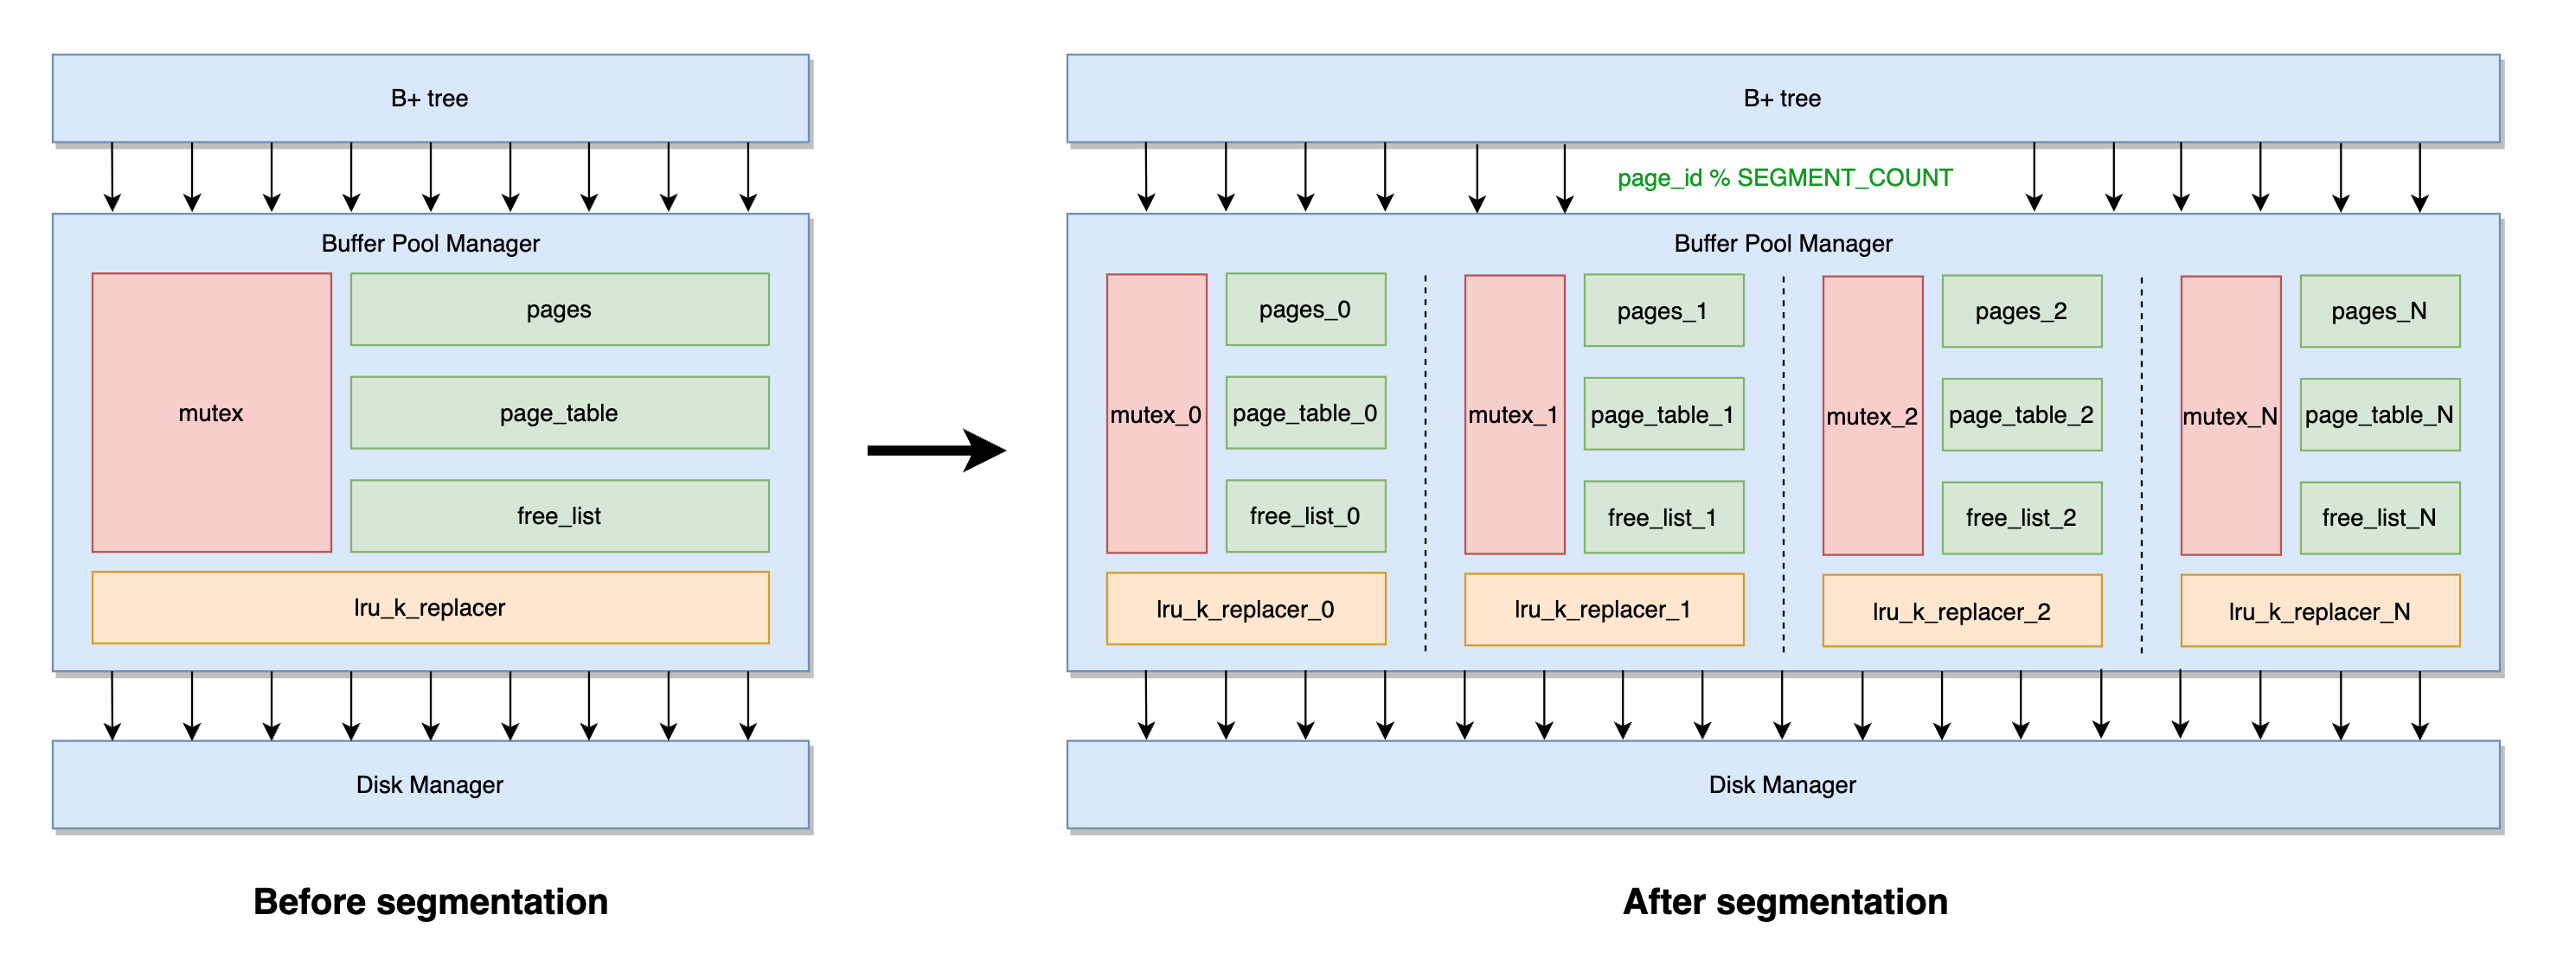 B+ tree
Buffer Pool Manager
mutex
pages
page_table
free_list
lru_k_replacer
Disk Manager
Before segmentation
B+ tree
page_id % SEGMENT_COUNT
Buffer Pool Manager
mutex_0
pages_0
page_table_0
free_list_0
lru_k_replacer_0
mutex_1
pages_1
page_table_1
free_list_1
lru_k_replacer_1
mutex_2
pages_2
page_table_2
free_list_2
lru_k_replacer_2
mutex_N
pages_N
page_table_N
free_list_N
lru_k_replacer_N
Disk Manager
After segmentation